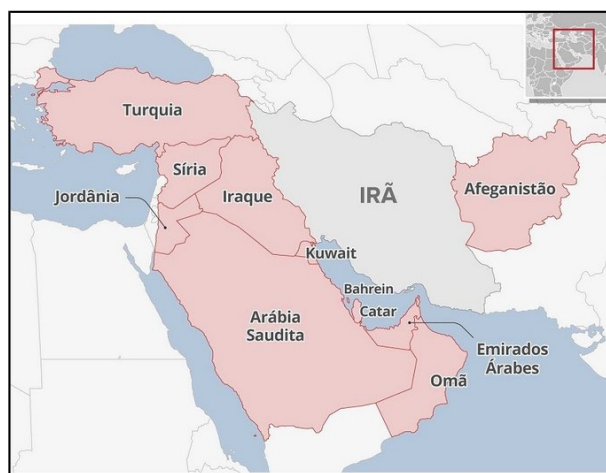 Turquia
Síria
Jordânia
Iraque
IRÃ
Afeganistão
Kuwait
Bahrein
Catar
Arábia
Saudita
Emirados
Árabes
Omã